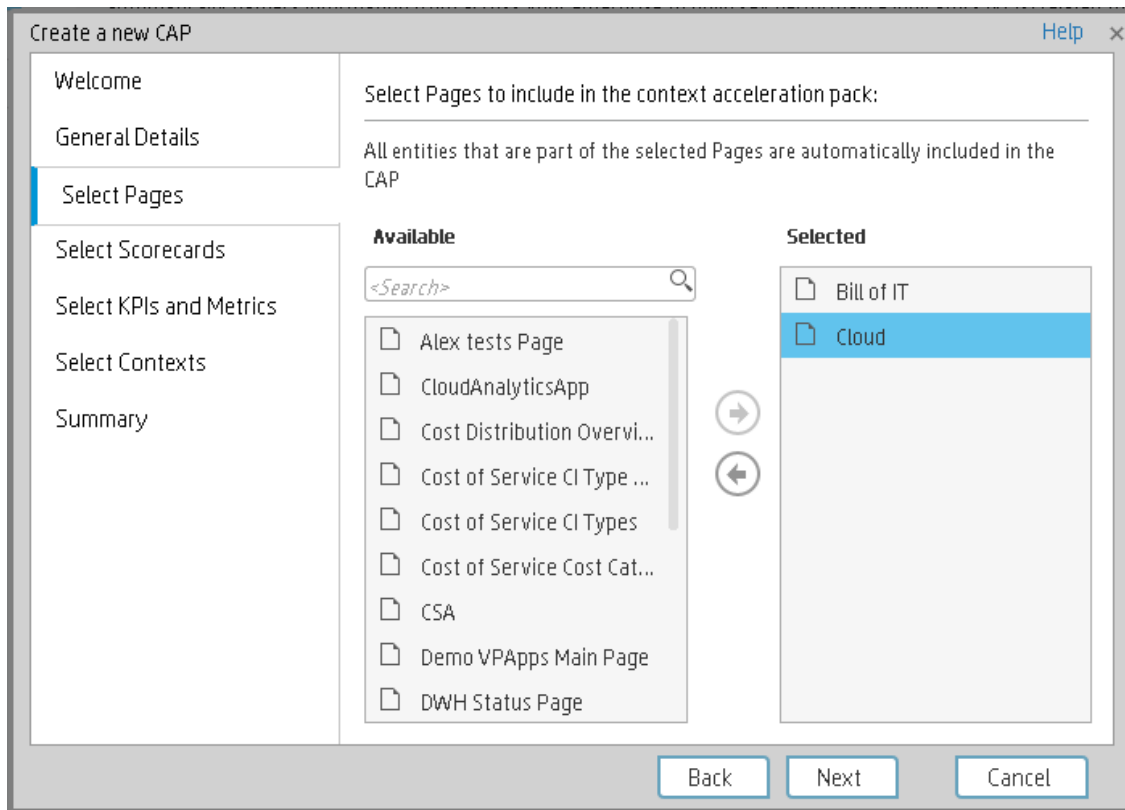 Create a new CAP
Help
Welcome
General Details
Select Pages
Select Scorecards
Select KPIs and Metrics
Select Contexts
Summary
Select Pages to include in the context acceleration pack:
All entities that are part of the selected Pages are automatically included in the
CAP
Available
<Search>
Alex tests Page
CloudAnalyticsApp
Cost Distribution Overvi...
Cost of Service CI Type ...
Cost of Service CI Types
Cost of Service Cost Cat...
CSA
Demo VPApps Main Page
DWH Status Page
Selected
Bill of IT
Cloud
Back
Next
Cancel